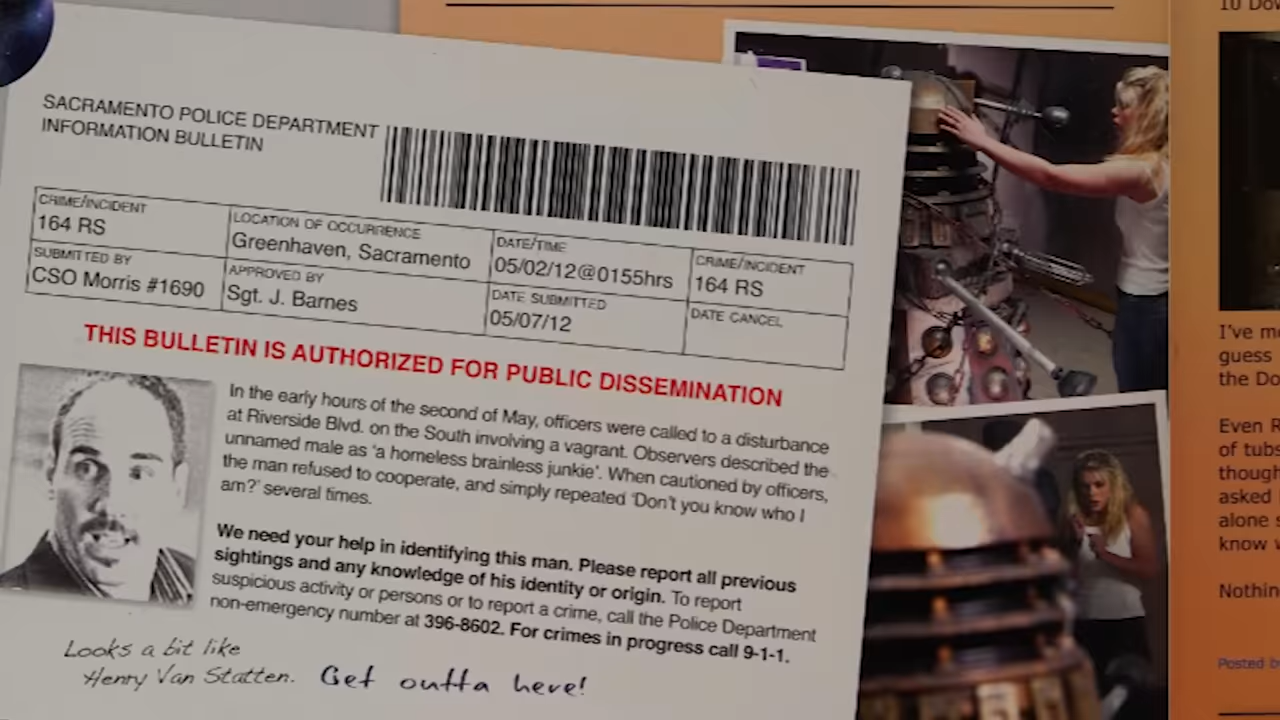 SACRAMENTO POLICE DEPARTMENT
INFORMATION BULLETIN
CRIME/INCIDENT
164 RS
LOCATION OF OCCURRENCE
Greenhaven, Sacramento
DATE/TIME
05/02/12@0155hrs
CRIME/INCIDENT
164 RS
SUBMITTED BY
CSO Morris #1690
APPROVED BY
Sgt. J. Barnes
DATE SUBMITTED
05/07/12
DATE CANCEL
THIS BULLETIN IS AUTHORIZED FOR PUBLIC DISSEMINATION
In the early hours of the second of May, officers were called to a disturbance
at Riverside Blvd. on the South involving a vagrant. Observers described the
unnamed male as 'a homeless brainless junkie'. When cautioned by officers,
the man refused to cooperate, and simply repeated 'Don't you know who I
am?' several times.
We need your help in identifying this man. Please report all previous
sightings and any knowledge of his identity or origin. To report
suspicious activity or persons or to report a crime, call the Police Department
non-emergency number at 396-8602. For crimes in progress call 9-1-1.
Looks a bit like
Henry Van Statten. Get outta here!
10 Dow
I've m
guess
the Do
Even R
of tubs
though
asked
alone s
know w
Nothin
Posted b